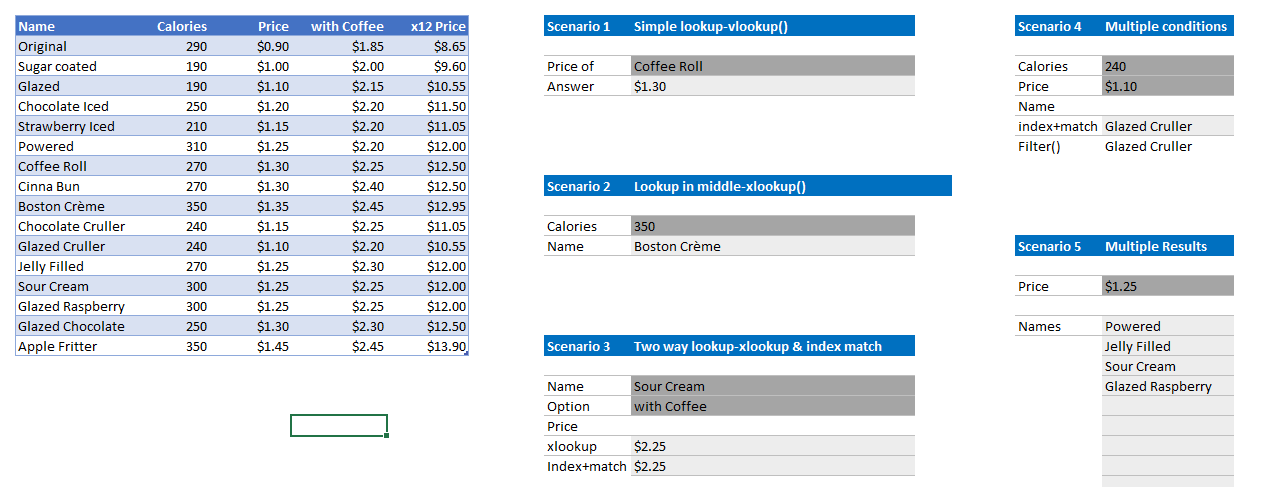 Name Calories Price with Coffee x12 Price
Original 290 $0.90 $1.85 $8.65
Sugar coated 190 $1.00 $2.00 $9.60
Glazed 190 $1.10 $2.15 $10.55
Chocolate Iced 250 $1.20 $2.20 $11.50
Strawberry Iced 210 $1.15 $2.20 $11.05
Powered 310 $1.25 $2.20 $12.00
Coffee Roll 270 $1.30 $2.25 $12.50
Cinna Bun 270 $1.30 $2.40 $12.50
Boston Crème 350 $1.35 $2.45 $12.95
Chocolate Cruller 240 $1.15 $2.25 $11.05
Glazed Cruller 240 $1.10 $2.20 $10.55
Jelly Filled 270 $1.25 $2.30 $12.00
Sour Cream 300 $1.25 $2.25 $12.00
Glazed Raspberry 300 $1.25 $2.25 $12.00
Glazed Chocolate 250 $1.30 $2.30 $12.50
Apple Fritter 350 $1.45 $2.45 $13.90
Scenario 1 Simple lookup-vlookup()
Price of Coffee Roll
Answer $1.30
Scenario 2 Lookup in middle-xlookup()
Calories 350
Name Boston Crème
Scenario 3 Two way lookup-xlookup & index match
Name Sour Cream
Option with Coffee
Price
xlookup $2.25
Index+match $2.25
Scenario 4 Multiple conditions
Calories 240
Price $1.10
Name
index+match Glazed Cruller
Filter() Glazed Cruller
Scenario 5 Multiple Results
Price $1.25
Names Powered
Jelly Filled
Sour Cream
Glazed Raspberry